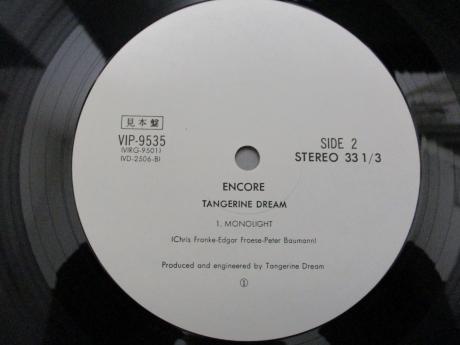 見本盤
VIP-9535
(VIRG-9501)
(VD-2506-B)
SIDE 2
STEREO 33 1/3
ENCORE
TANGERINE DREAM
1. MONOLIGHT
(Chris Franke-Edgar Froese-Peter Baumann)
Produced and engineered by Tangerine Dream
①